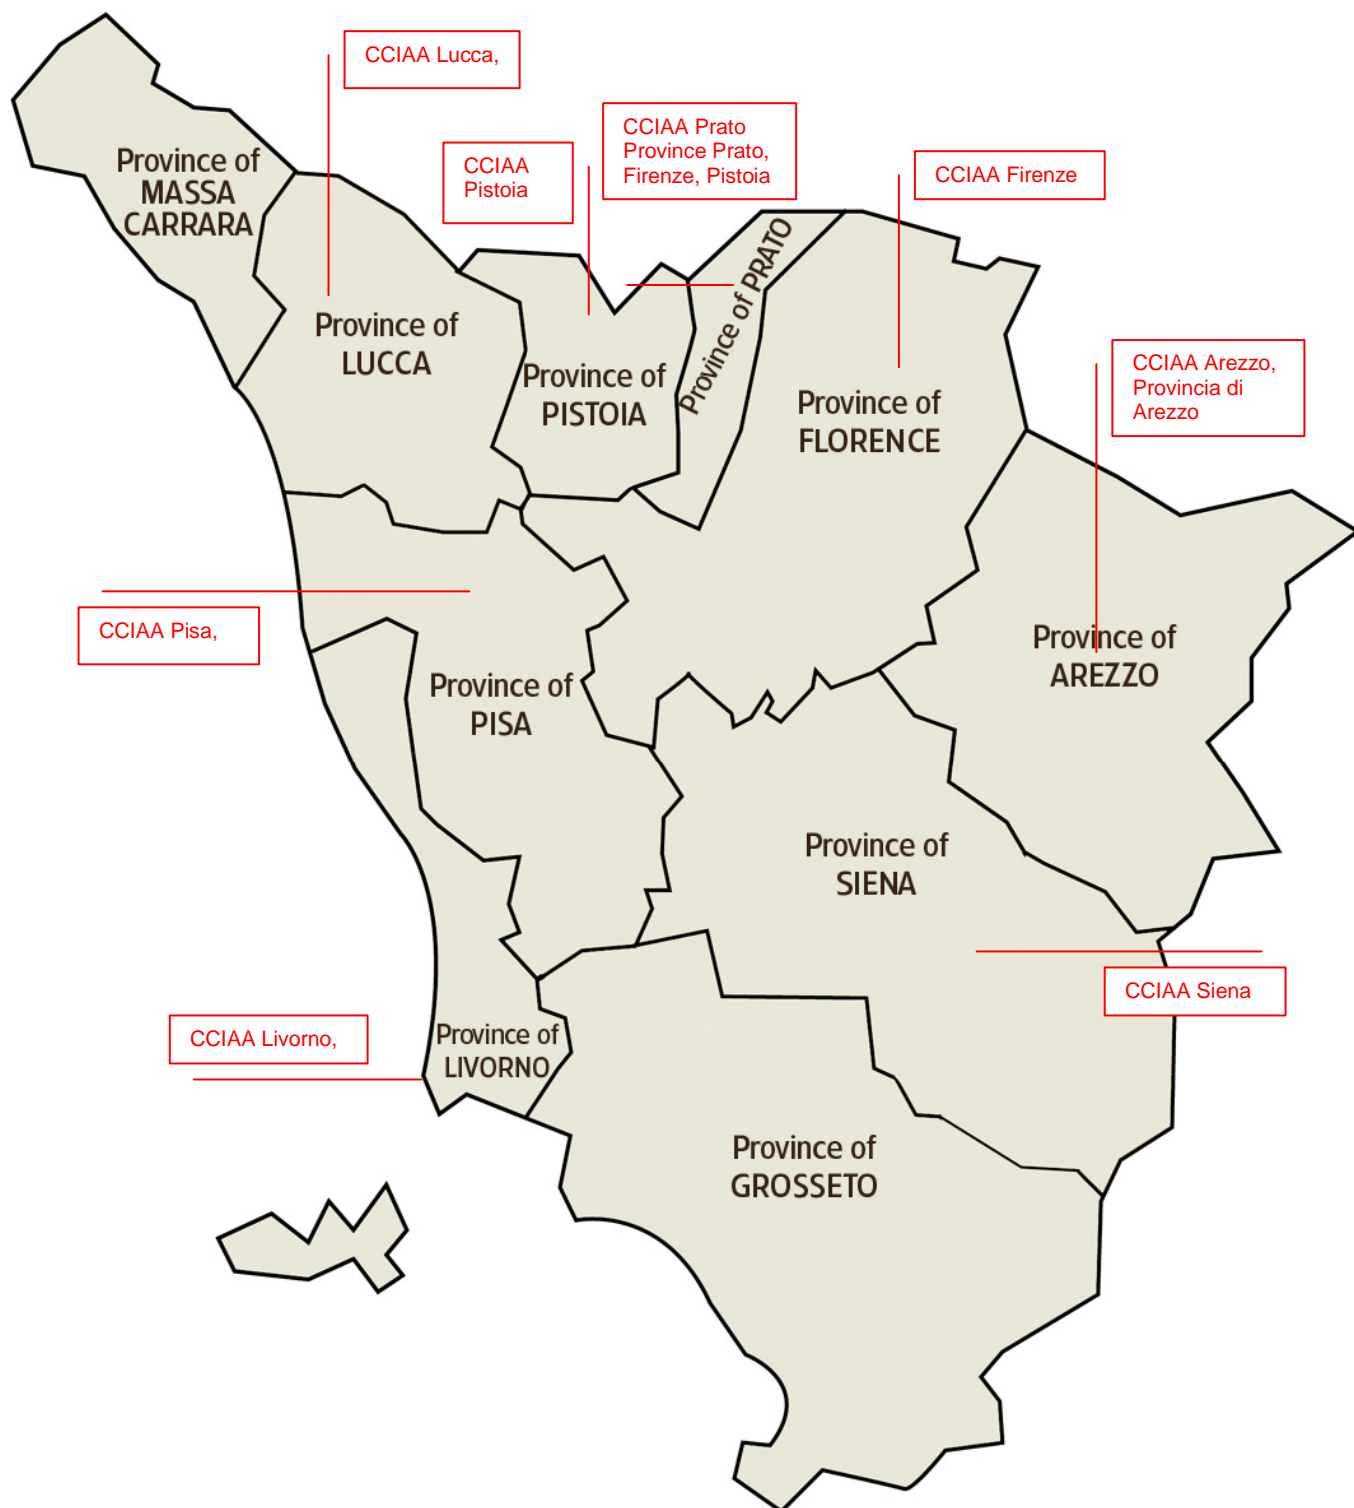 CCIAA Lucca,
CCIAA Prato
Province Prato,
Firenze, Pistoia
CCIAA
Pistoia
CCIAA Firenze
Province of
MASSA
CARRARA
Province of PRATO
Province of
LUCCA
Province of
PISTOIA
Province of
FLORENCE
CCIAA Arezzo,
Provincia di
Arezzo
CCIAA Pisa,
Province of
AREZZO
Province of
PISA
Province of
SIENA
CCIAA Siena
CCIAA Livorno,
Province of
LIVORNO
Province of
GROSSETO